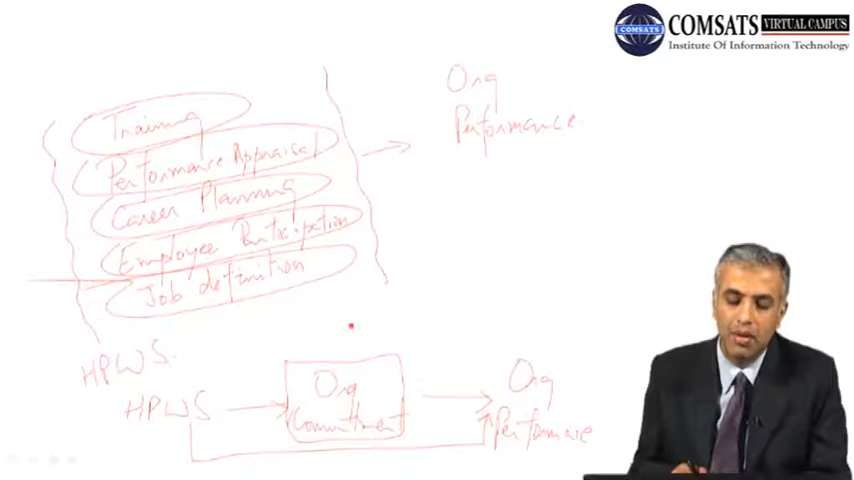 COMSATS VIRTUAL CAMPUS
Institute Of Information Technology
COMSATS
Org
Performance
Training
Performance Appraisal
Career Planning
Employee Participation
Job definition
HPWS
HPWS
Org
Commitment
Org
Performance